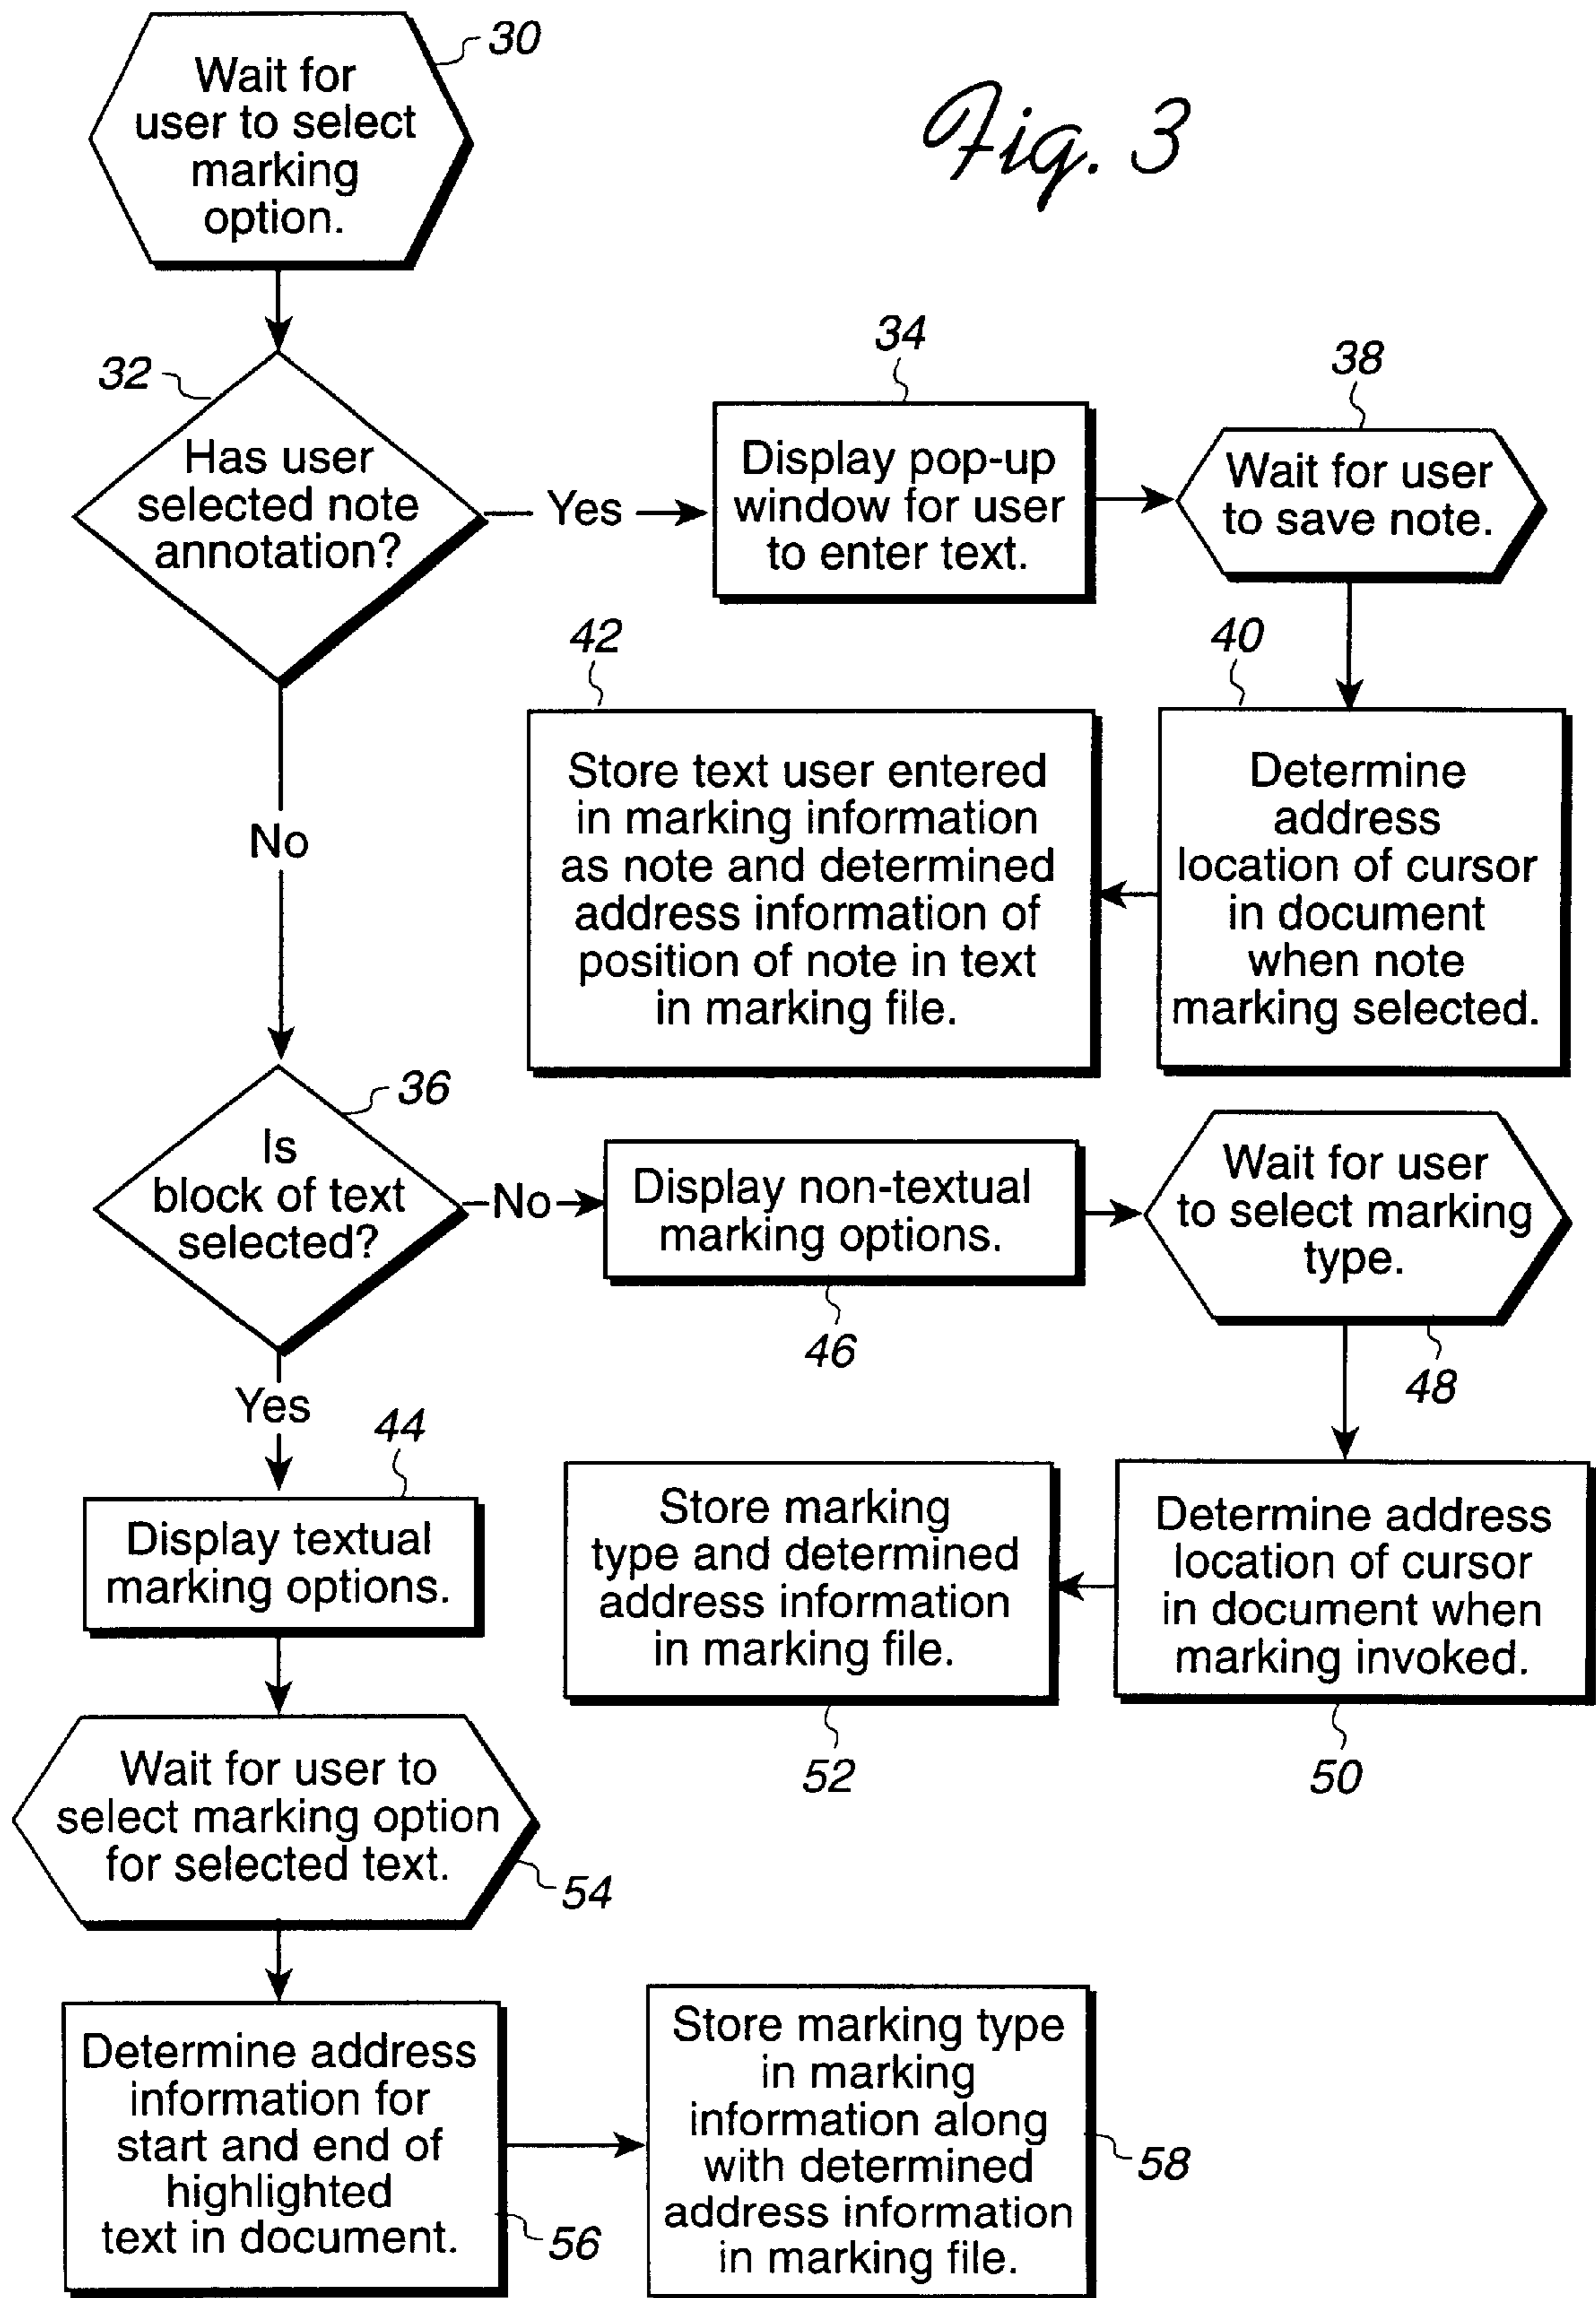 30
Wait for
user to select
marking
option.
Fig. 3
32
Has user
selected note
annotation?
Yes
34
Display pop-up
window for user
to enter text.
38
Wait for user
to save note.
40
Determine
address
location of cursor
in document
when note
marking selected.
42
Store text user entered
in marking information
as note and determined
address information of
position of note in text
in marking file.
No
36
Is
block of text
selected?
No
Display non-textual
marking options.
46
Wait for user
to select marking
type.
48
Determine address
location of cursor
in document when
marking invoked.
50
Store marking
type and determined
address information
in marking file.
52
Yes
44
Display textual
marking options.
Wait for user to
select marking option
for selected text.
54
Determine address
information for
start and end of
highlighted
text in document.
56
Store marking type
in marking
information along
with determined
address information
in marking file.
58